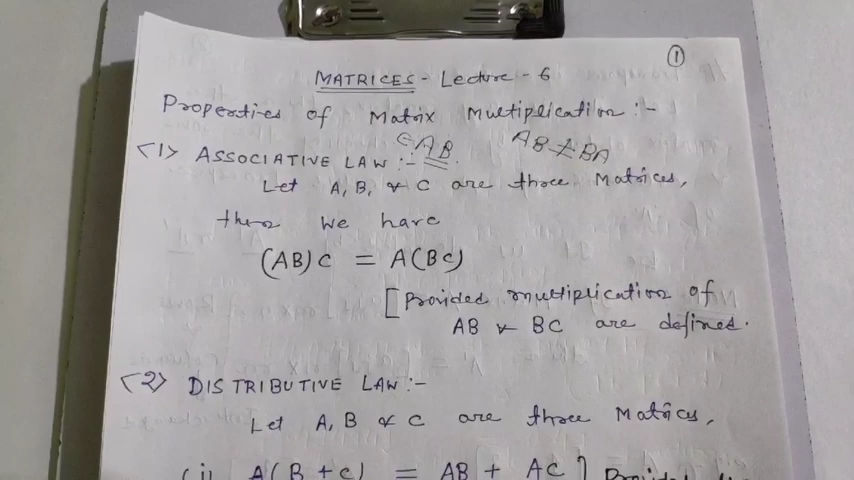 ①
MATRICES - Lecture - 6
Properties of Matrix Multiplication :-
<1> ASSOCIATIVE LAW :- CAB. AB ≠ BA
Let A, B, & C are three Matrices,
then we have
(AB)C = A(BC)
[Provided multiplication of
AB & BC are defined.
<2> DISTRIBUTIVE LAW :-
Let A, B & C are three Matrices,
(i) A(B+C) = AB + AC ]